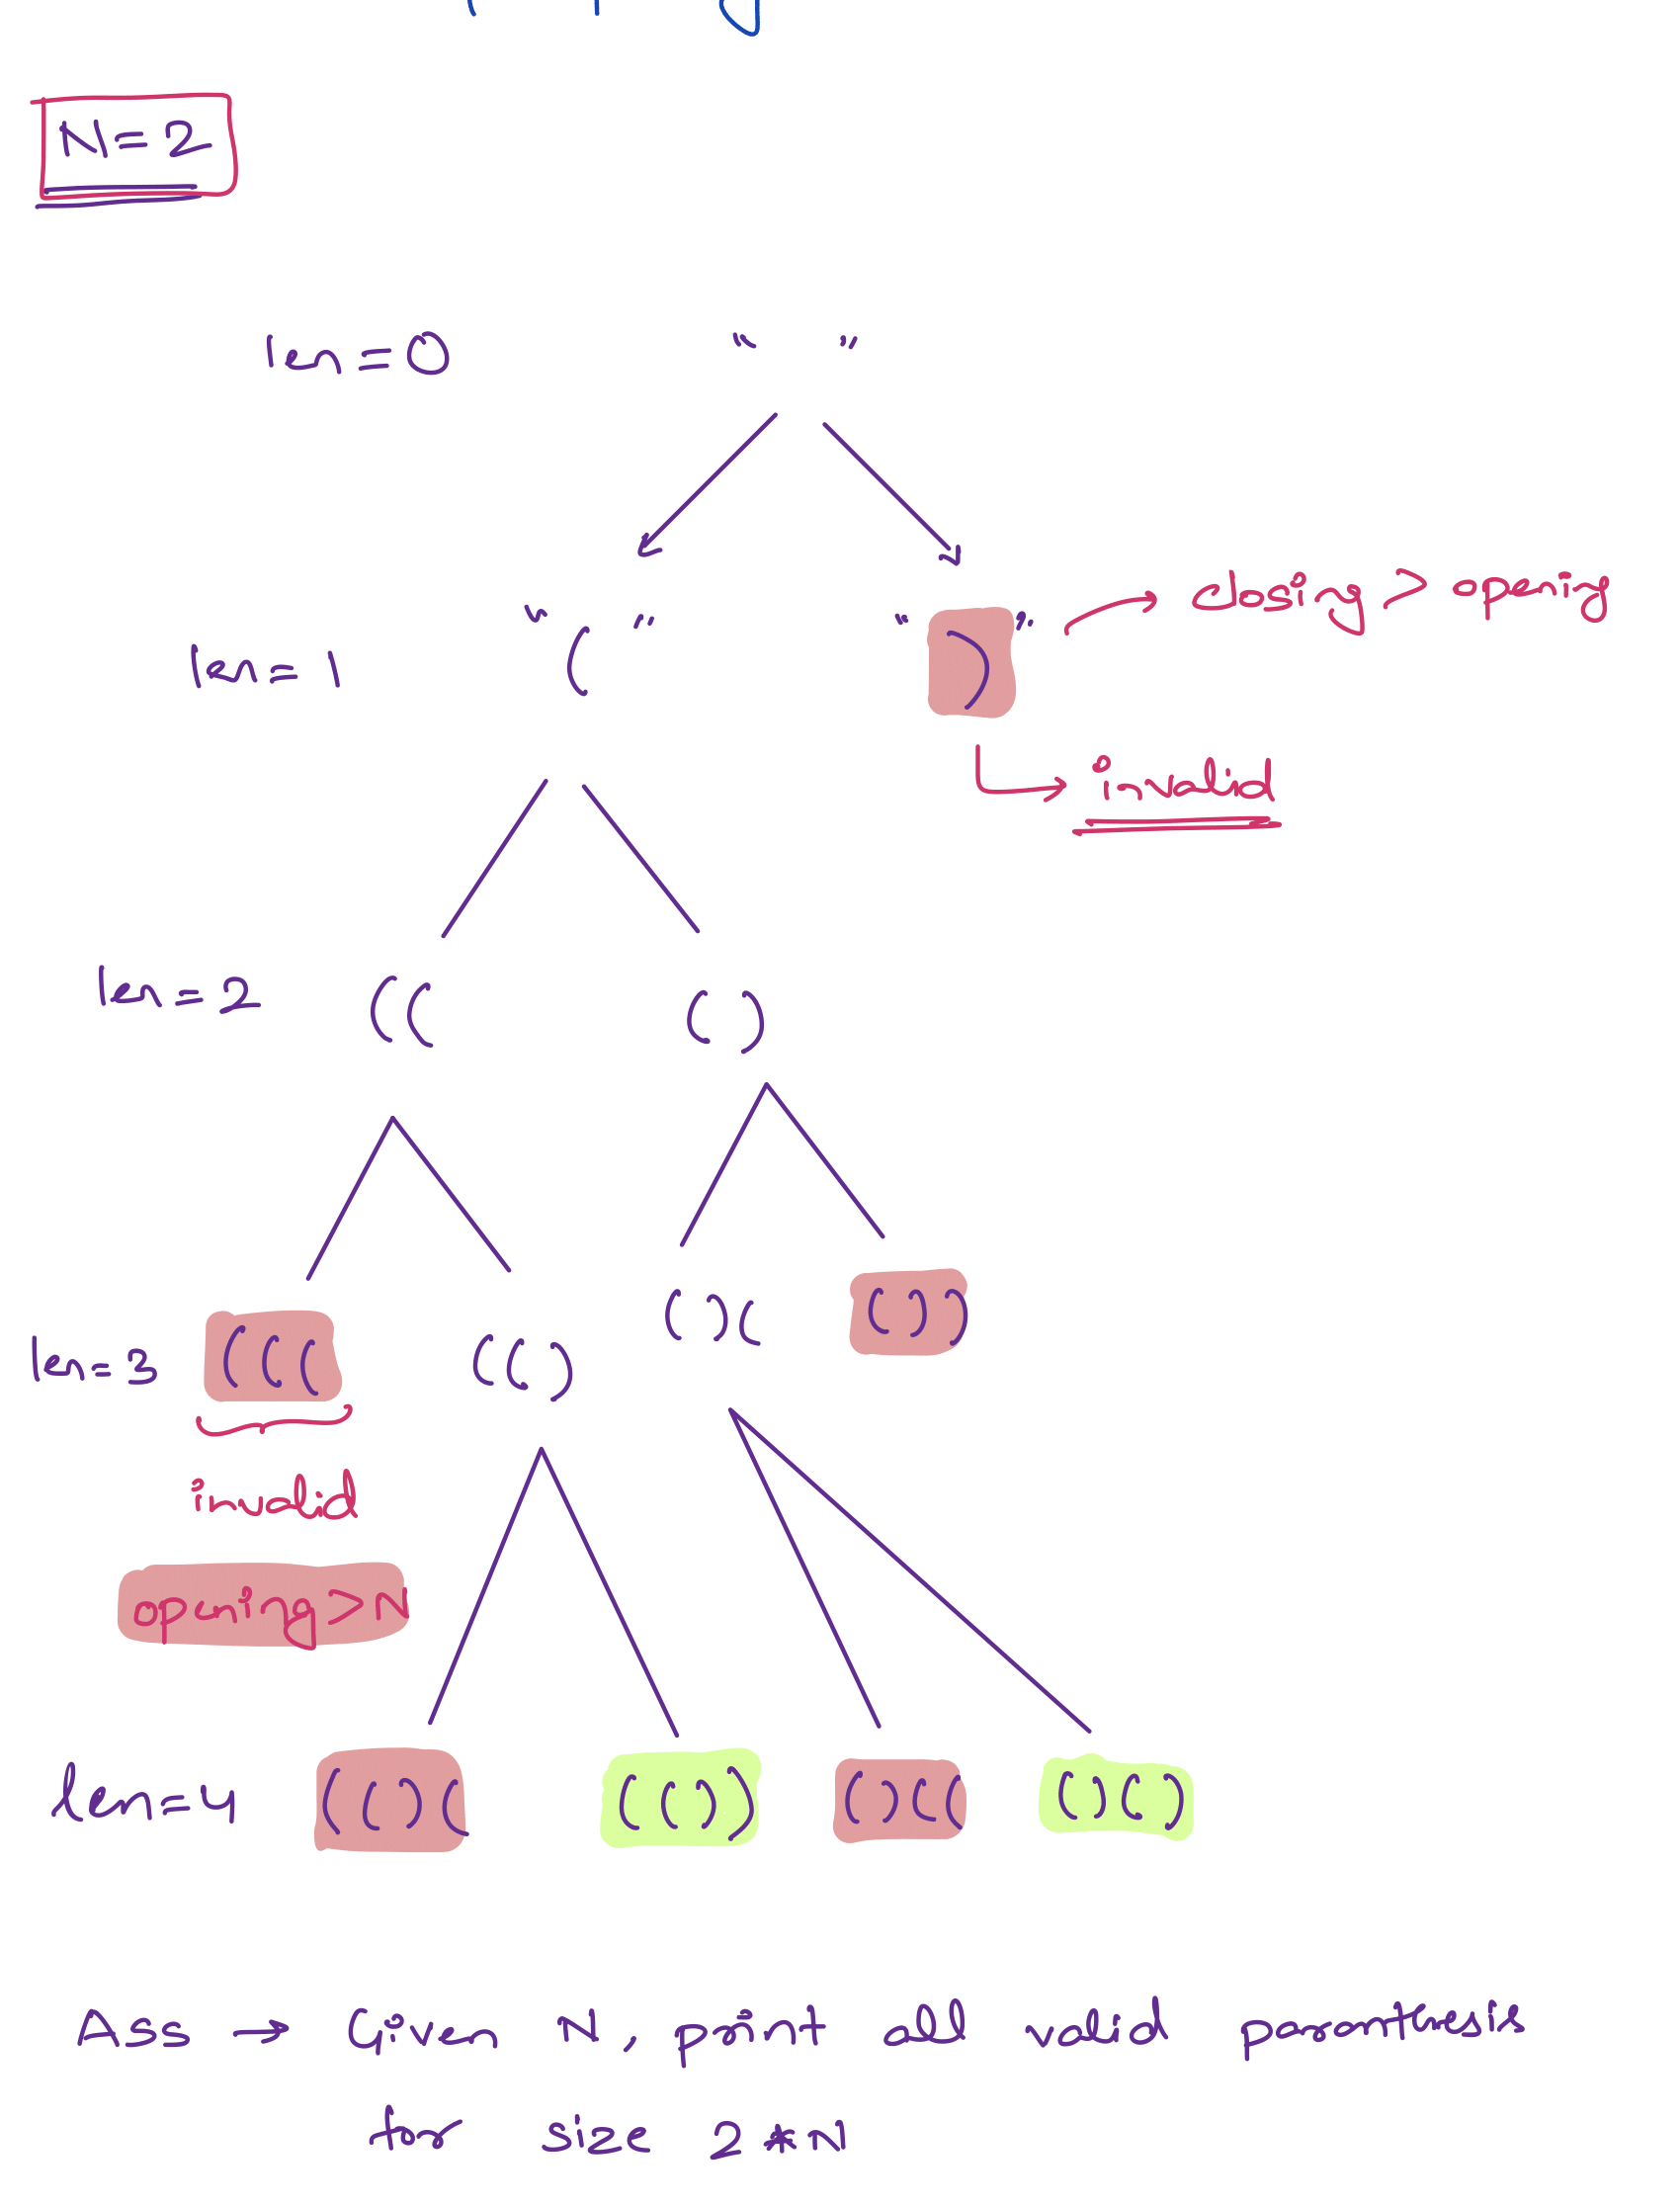 N=2
len=0 “ ”
len=1 “ ( ” “ ) ” → closing > opening
invalid
len=2 (( ()
len=3 ((( (() ()( ())
invalid
opening>N
len=4 (()( (()) ()(( ()()
Ass → Given N, print all valid paranthesis
for size 2*N